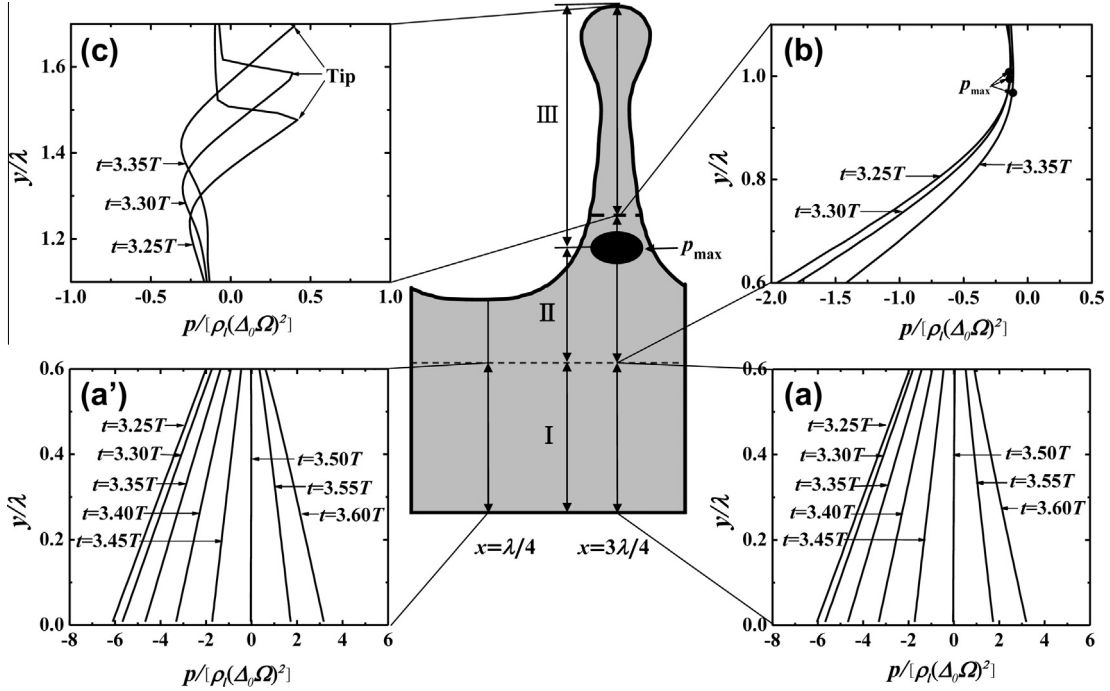 (c)
1.6
1.4
1.2
y/λ
Tip
t=3.35T
t=3.30T
t=3.25T
-1.0
-0.5
0.0
0.5
1.0
p/[ρl(Δ0Ω)²]
III
II
I
pmax
x=λ/4
x=3λ/4
(b)
1.0
0.8
0.6
y/λ
pmax
t=3.25T
t=3.35T
t=3.30T
-2.0
-1.5
-1.0
-0.5
0.0
0.5
p/[ρl(Δ0Ω)²]
(a')
0.6
0.4
0.2
0.0
y/λ
t=3.25T
t=3.30T
t=3.35T
t=3.40T
t=3.45T
t=3.50T
t=3.55T
t=3.60T
-8
-6
-4
-2
0
2
4
6
p/[ρl(Δ0Ω)²]
(a)
0.6
0.4
0.2
0.0
y/λ
t=3.25T
t=3.30T
t=3.35T
t=3.40T
t=3.45T
t=3.50T
t=3.55T
t=3.60T
-8
-6
-4
-2
0
2
4
6
p/[ρl(Δ0Ω)²]